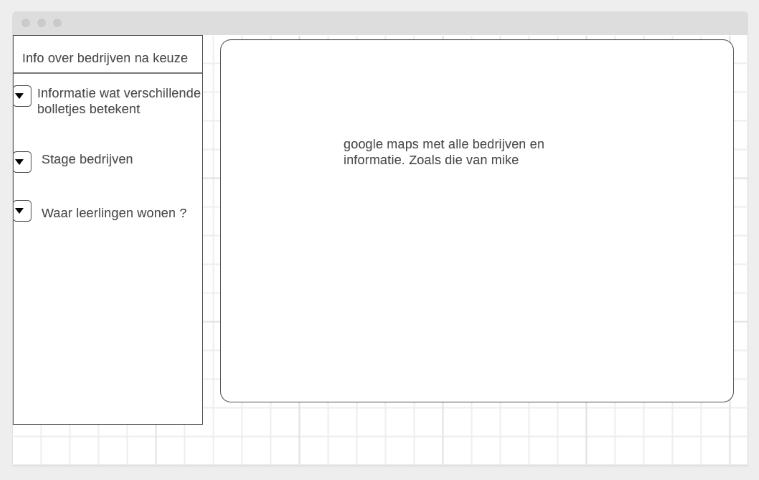 Info over bedrijven na keuze
Informatie wat verschillende
bolletjes betekent
Stage bedrijven
Waar leerlingen wonen ?
google maps met alle bedrijven en
informatie. Zoals die van mike